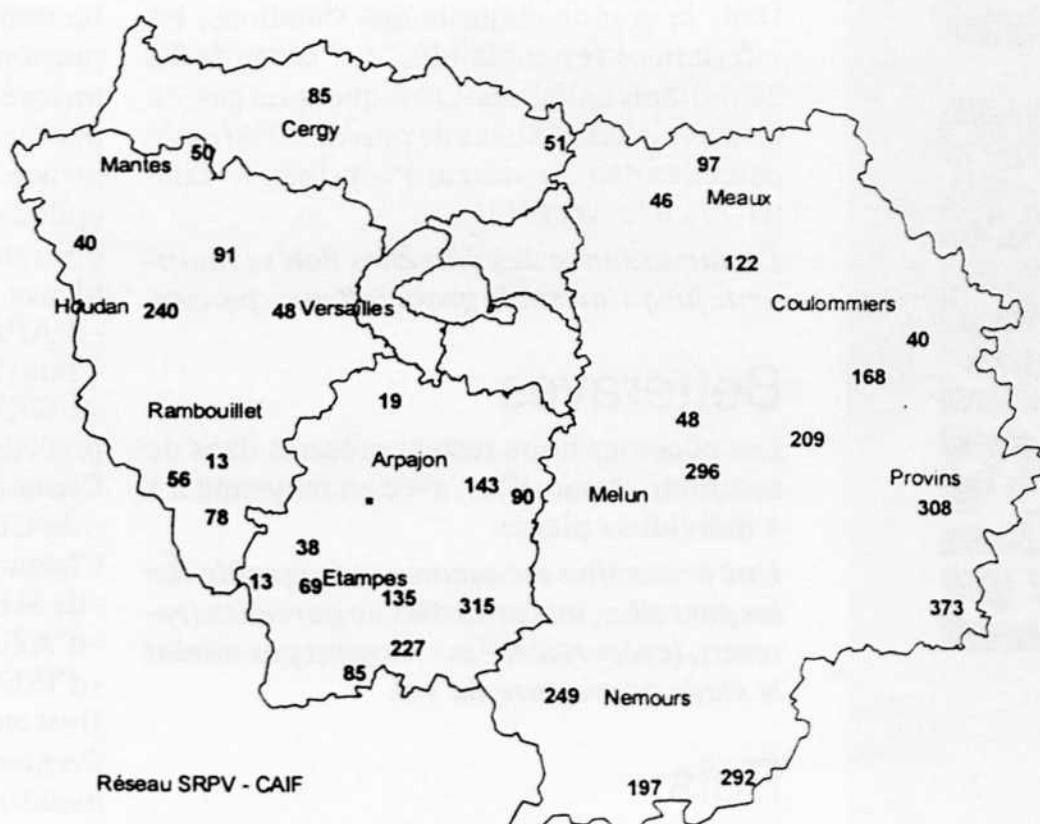 85
Cergy
51
Mantes 50
97
46 Meaux
40
91
122
Houdan 240 48 Versailles
Coulommiers
40
168
Rambouillet 19
48
209
13
56
Arpajon
143 90
296
Melun
Provins
308
78
38
13 69 Etampes
135 315
373
227
85
249 Nemours
Réseau SRPV - CAIF
197 292
Betteraves